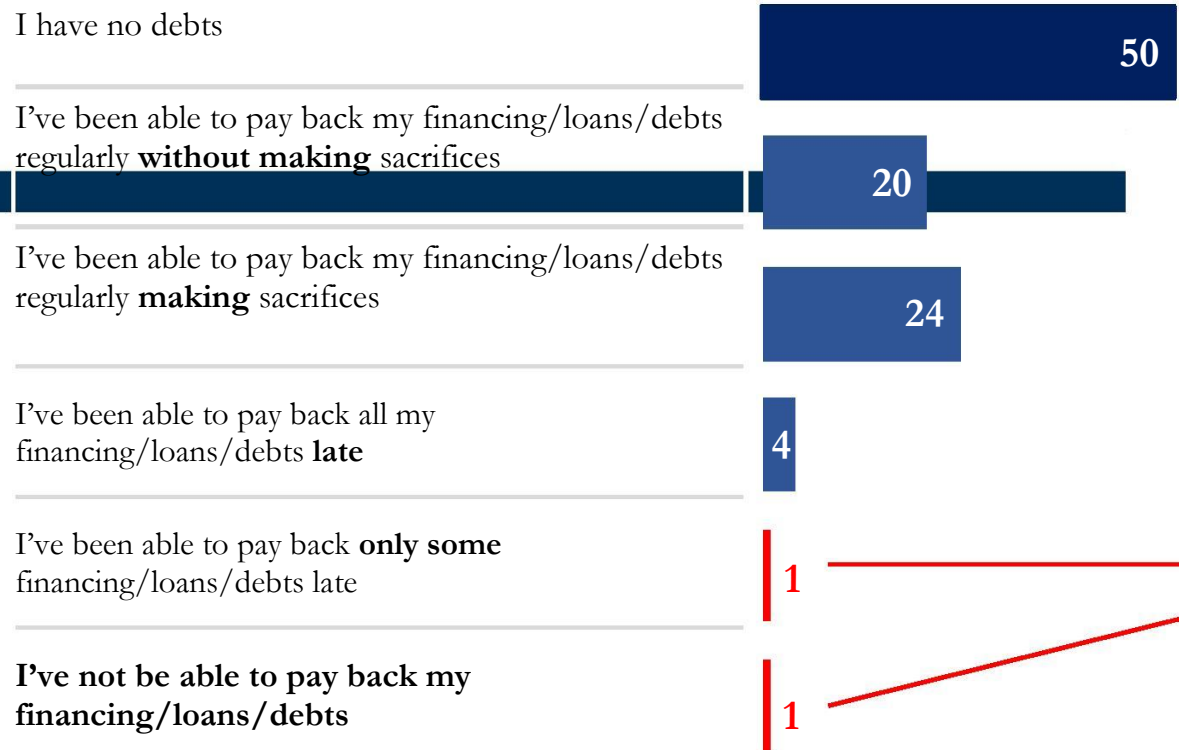 I have no debts
50
I've been able to pay back my financing/loans/debts
regularly without making sacrifices
20
I've been able to pay back my financing/loans/debts
regularly making sacrifices
24
I've been able to pay back all my
financing/loans/debts late
4
I've been able to pay back only some
financing/loans/debts late
1
I've not be able to pay back my
financing/loans/debts
1